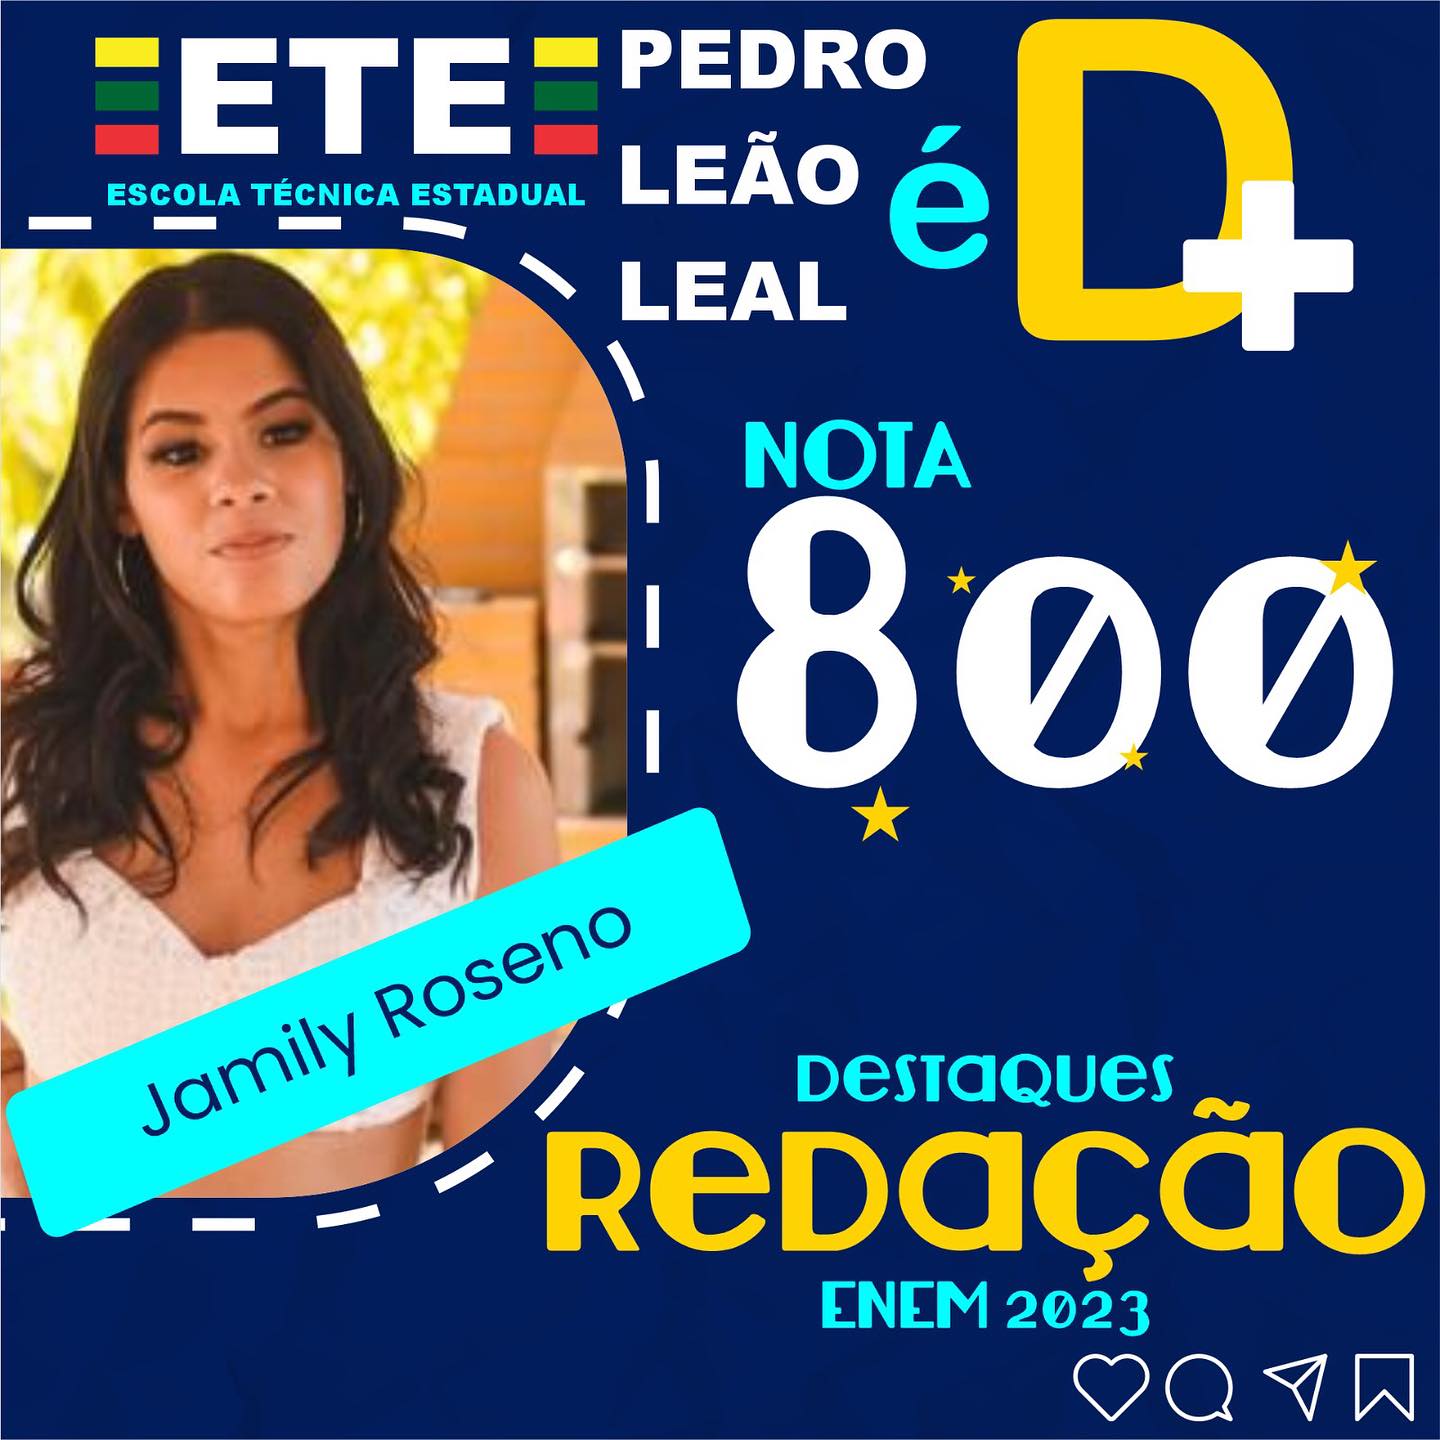 ETE
ESCOLA TÉCNICA ESTADUAL
PEDRO
LEÃO
LEAL
é
D+
NOTA
800
Jamily Roseno
DESTAQUES
REDAÇÃO
ENEM 2023